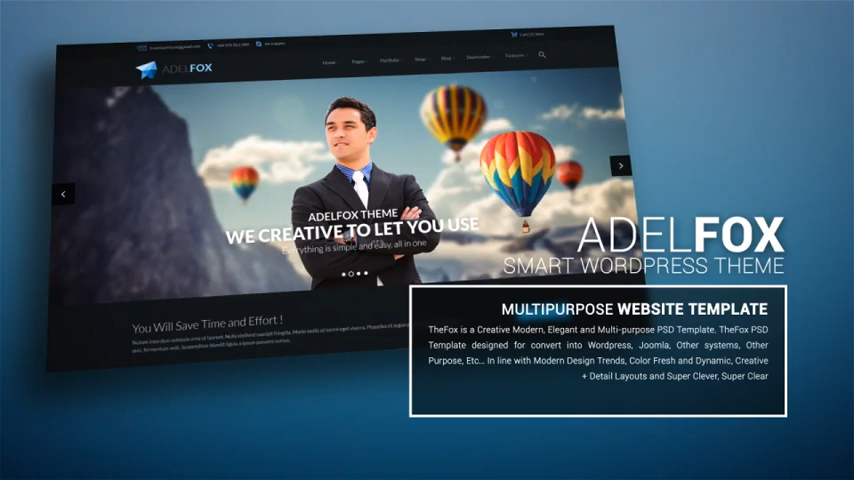 Home Pages Portfolio Shop Blog Shortcodes Features
ADELFOX
ADELFOX THEME
WE CREATIVE TO LET YOU USE
Everything is simple and easy, all in one
You Will Save Time and Effort !
ADELFOX
SMART WORDPRESS THEME
MULTIPURPOSE WEBSITE TEMPLATE
TheFox is a Creative Modern, Elegant and Multi-purpose PSD Template. TheFox PSD
Template designed for convert into Wordpress, Joomla, Other systems, Other
Purpose, Etc... In line with Modern Design Trends, Color Fresh and Dynamic, Creative
+ Detail Layouts and Super Clever, Super Clear